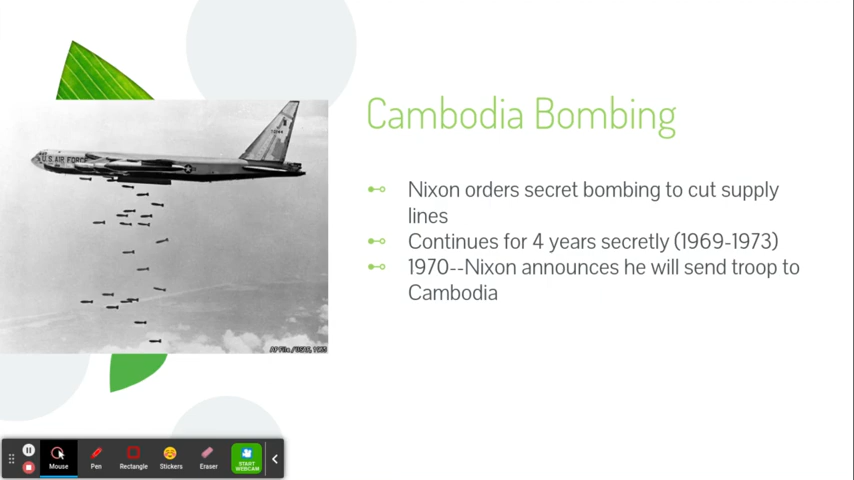 Cambodia Bombing
U.S. AIR FORCE
Nixon orders secret bombing to cut supply
lines
Continues for 4 years secretly (1969-1973)
1970--Nixon announces he will send troop to
Cambodia
Mouse
Pen
Rectangle
Stickers
Eraser
START
WEBCAM